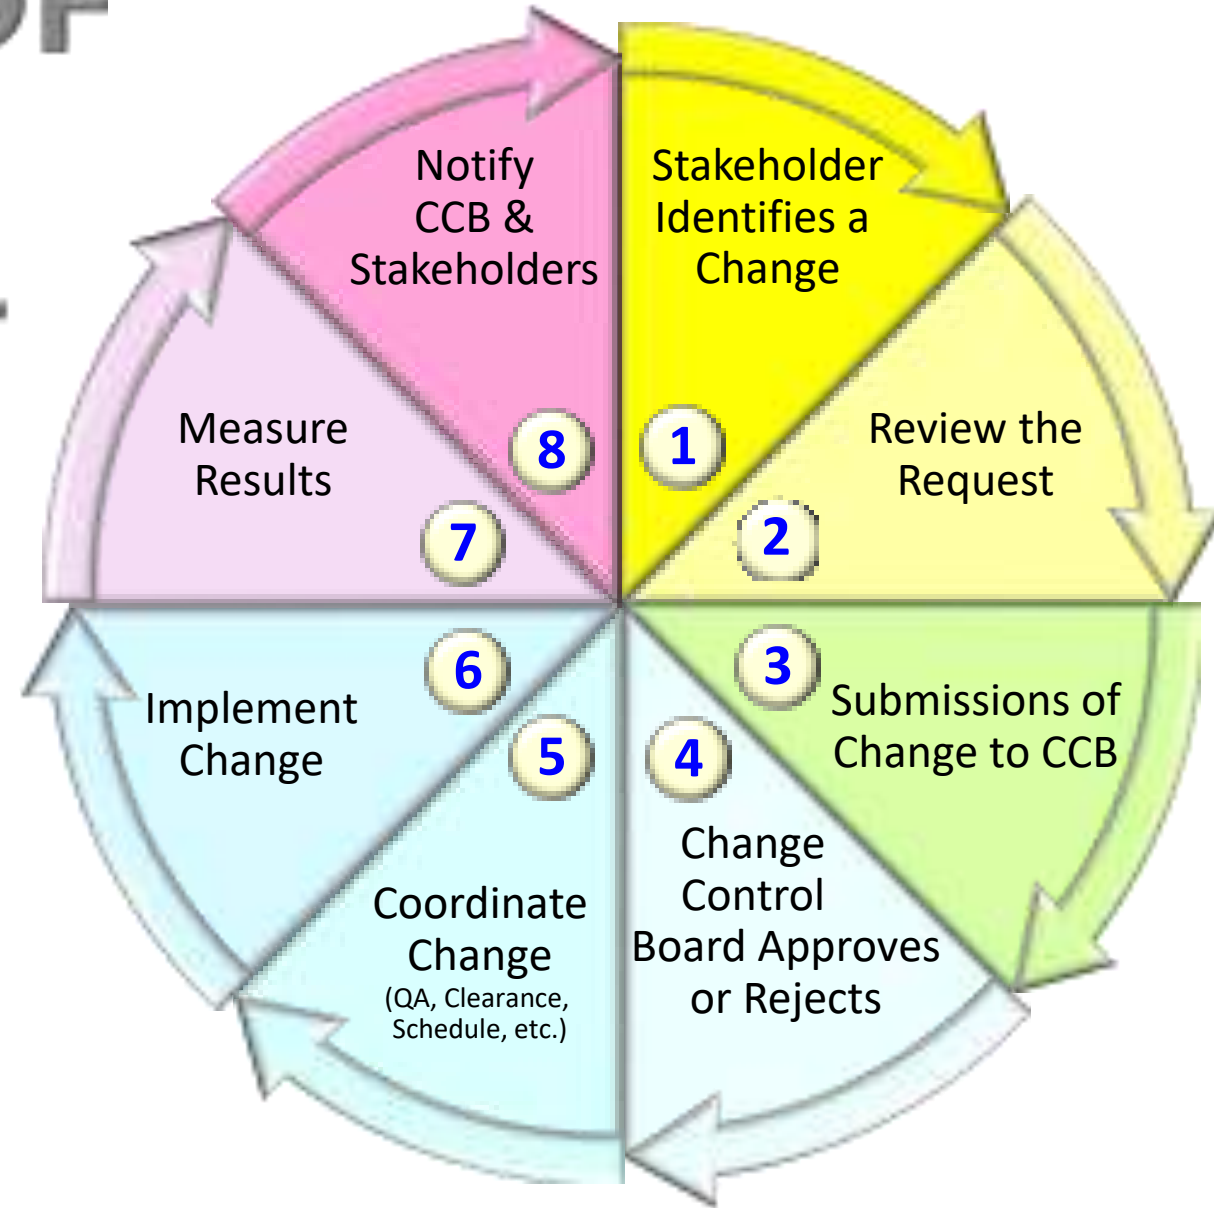 Stakeholder
Identifies a
Change
1
Review the
Request
2
3
Submissions of
Change to CCB
4
Change
Control
Board Approves
or Rejects
5
Coordinate
Change
(QA, Clearance,
Schedule, etc.)
6
Implement
Change
Measure
Results
7
Notify
CCB &
Stakeholders
8